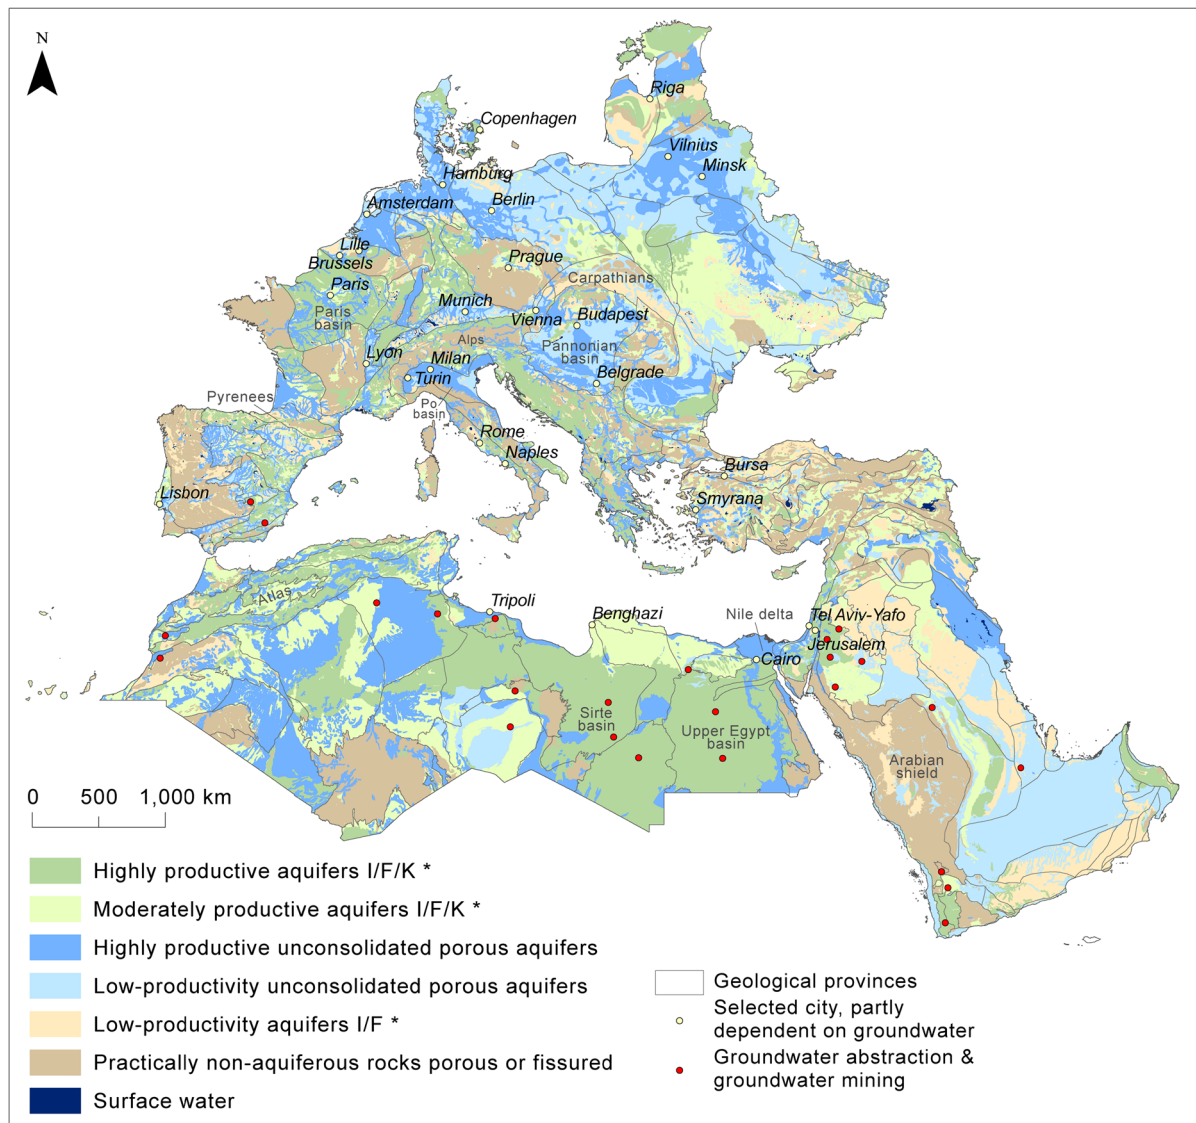 N
Riga
Copenhagen
Vilnius
Minsk
Hamburg
Berlin
Amsterdam
Lille
Brussels
Prague
Carpathians
Paris
Paris
basin
Munich
Vienna
Budapest
Alps
Pannonian
basin
Lyon
Milan
Turin
Belgrade
Pyrenees
Po
basin
Rome
Naples
Bursa
Lisbon
Smyrana
Atlas
Tripoli
Benghazi
Nile delta
Tel Aviv-Yafo
Jerusalem
Cairo
Sirte
basin
Upper Egypt
basin
Arabian
shield
0 500 1,000 km
Highly productive aquifers I/F/K *
Moderately productive aquifers I/F/K *
Highly productive unconsolidated porous aquifers
Low-productivity unconsolidated porous aquifers
Low-productivity aquifers I/F *
Practically non-aquiferous rocks porous or fissured
Surface water
Geological provinces
Selected city, partly
dependent on groundwater
Groundwater abstraction &
groundwater mining